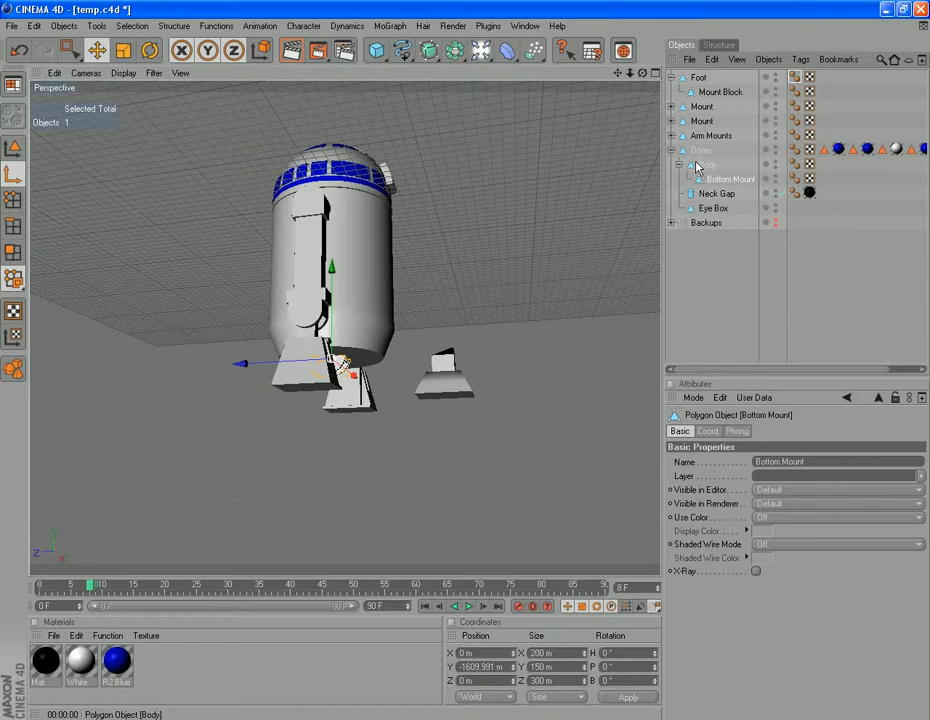 CINEMA 4D - [temp.c4d *]
File Edit Objects Tools Selection Structure Functions Animation Character Dynamics MoGraph Hair Render Plugins Window Help
X Y Z
Edit Cameras Display Filter View
Perspective
Selected Total
Objects 1
Y
Z X
Objects Structure
File Edit View Objects Tags Bookmarks
Foot
Mount Block
Mount
Mount
Arm Mounts
Dome
Body
Bottom Mount
Neck Gap
Eye Box
Backups
Attributes
Mode Edit User Data
Polygon Object [Bottom Mount]
Basic Coord. Phong
Basic Properties
Name Bottom Mount
Layer
Visible in Editor Default
Visible in Renderer Default
Use Color Off
Display Color
Shaded Wire Mode Off
Shaded Wire Color
X-Ray
0 5 10 15 20 25 30 35 40 45 50 55 60 65 70 75 80 85 90
8 F
0 F 0 F 90 F 90 F
Materials
File Edit Function Texture
Mat White R2 Blue
Coordinates
Position Size Rotation
X 0 m X 200 m H 0 °
Y -1609.991 m Y 150 m P 0 °
Z 0 m Z 300 m B 0 °
World Size Apply
MAXON
CINEMA 4D
00:00:00 Polygon Object [Body]